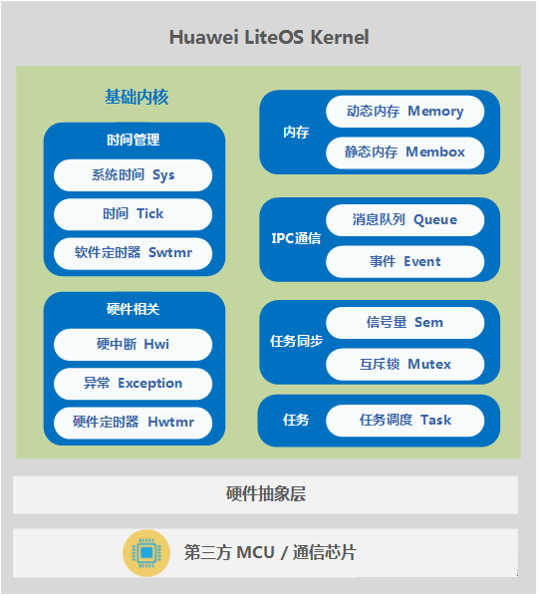 Huawei LiteOS Kernel
基础内核
时间管理
系统时间 Sys
时间 Tick
软件定时器 Swtmr
硬件相关
硬中断 Hwi
异常 Exception
硬件定时器 Hwtmr
内存
动态内存 Memory
静态内存 Membox
IPC通信
消息队列 Queue
事件 Event
任务同步
信号量 Sem
互斥锁 Mutex
任务
任务调度 Task
硬件抽象层
第三方 MCU / 通信芯片